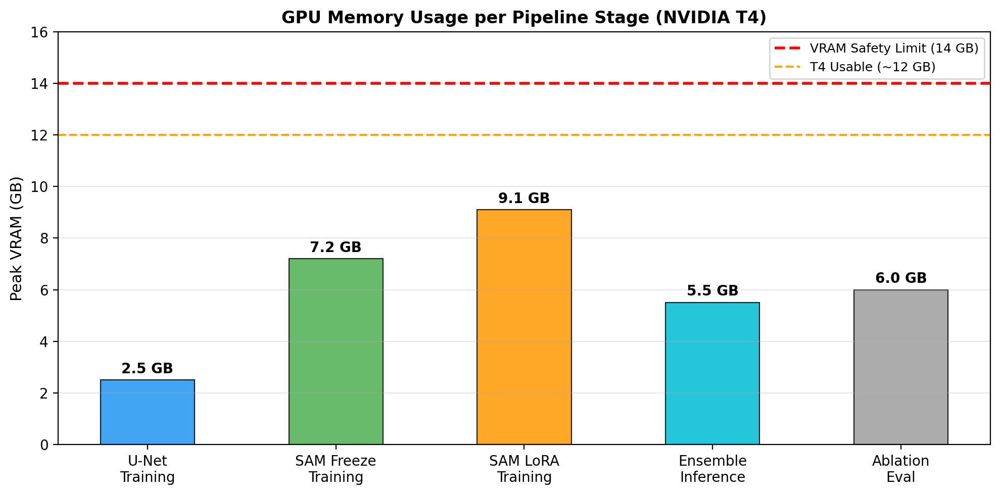 GPU Memory Usage per Pipeline Stage (NVIDIA T4)
VRAM Safety Limit (14 GB)
T4 Usable (~12 GB)
Peak VRAM (GB)
16
14
12
10
8
6
4
2
0
2.5 GB
7.2 GB
9.1 GB
5.5 GB
6.0 GB
U-Net
Training
SAM Freeze
Training
SAM LoRA
Training
Ensemble
Inference
Ablation
Eval